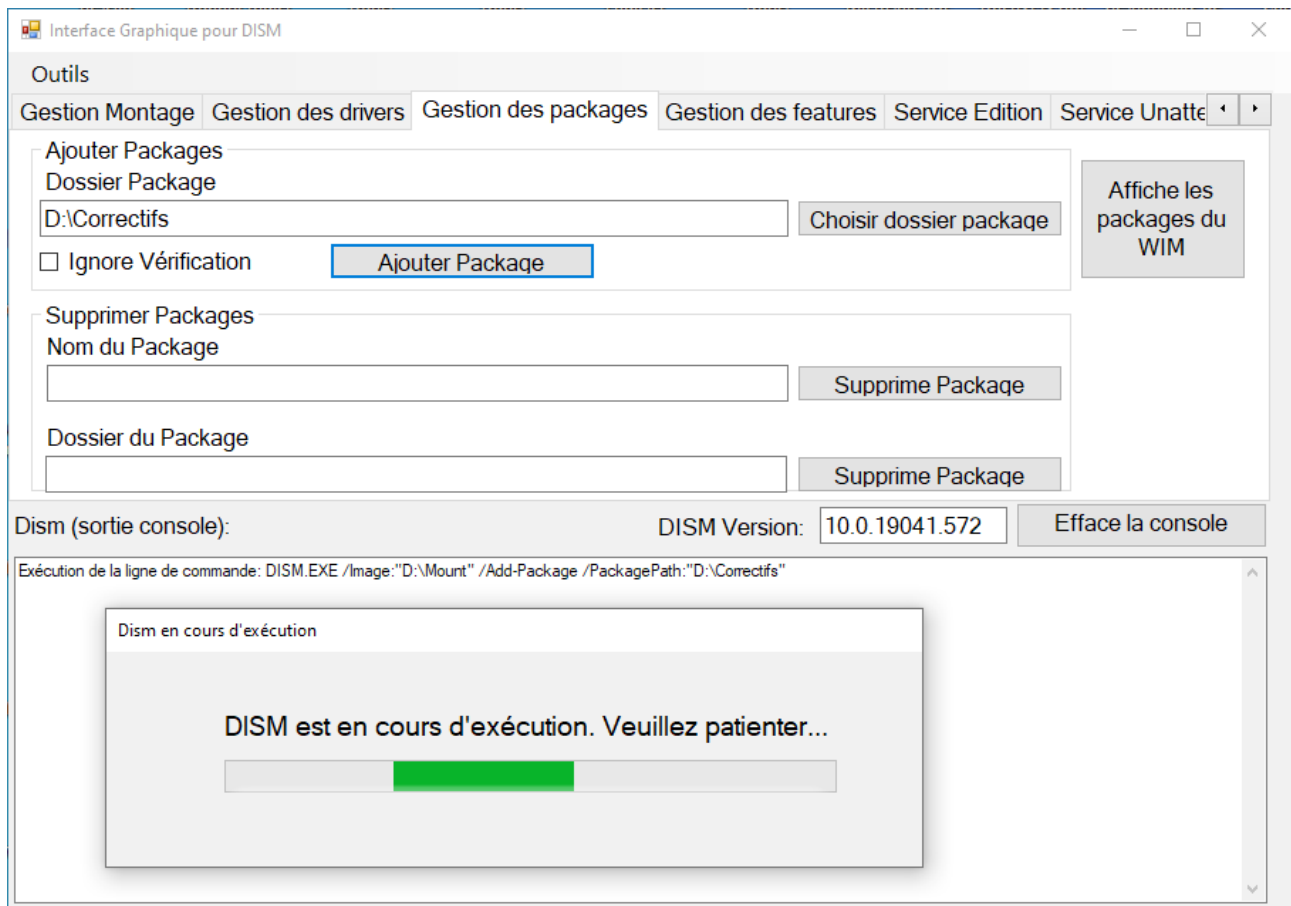 Interface Graphique pour DISM
Outils
Gestion Montage Gestion des drivers Gestion des packages Gestion des features Service Edition Service Unatte
Ajouter Packages
Dossier Package
D:\Correctifs
Choisir dossier package
Affiche les
packages du
WIM
Ignore Vérification
Ajouter Package
Supprimer Packages
Nom du Package
Supprime Package
Dossier du Package
Supprime Package
Dism (sortie console):
DISM Version: 10.0.19041.572
Efface la console
Exécution de la ligne de commande: DISM.EXE /Image:"D:\Mount" /Add-Package /PackagePath:"D:\Correctifs"
Dism en cours d'exécution
DISM est en cours d'exécution. Veuillez patienter...